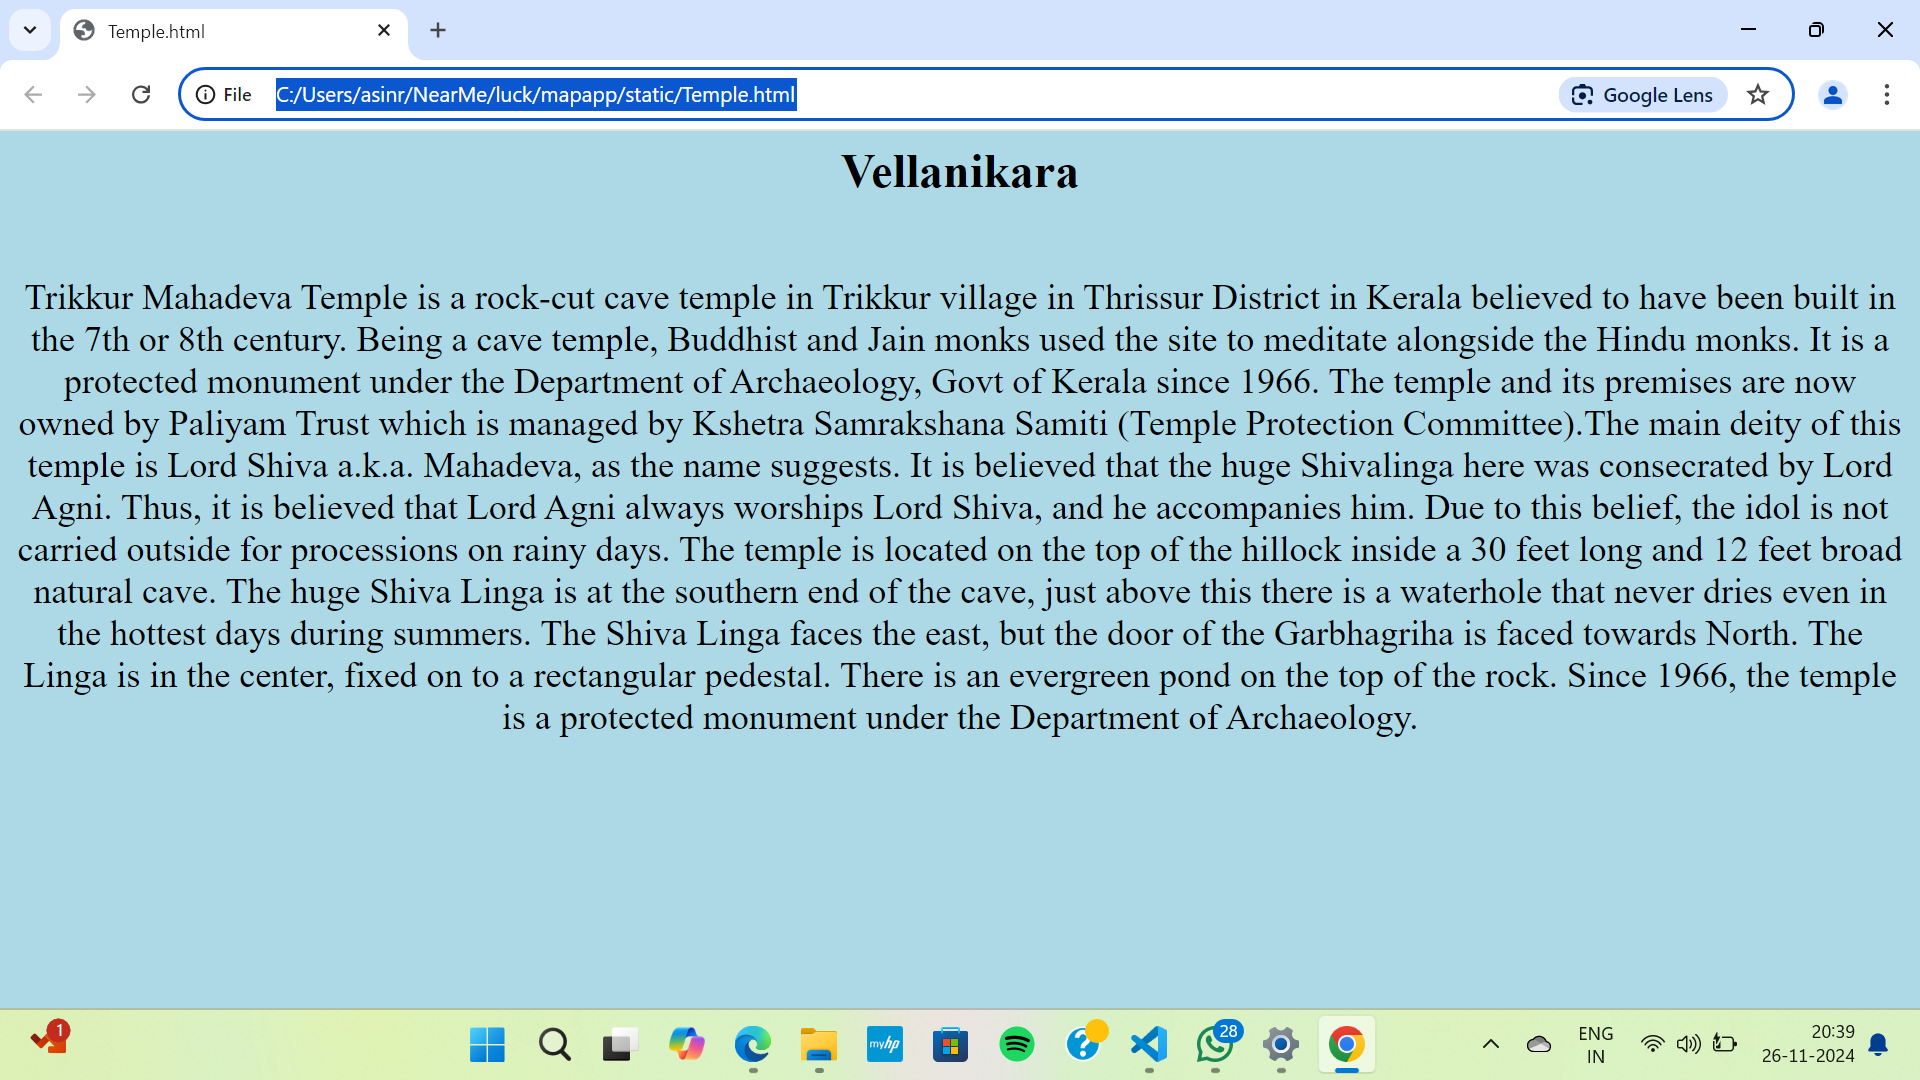 Temple.html
File C:/Users/asinr/NearMe/luck/mapapp/static/Temple.html Google Lens
Vellanikara
Trikkur Mahadeva Temple is a rock-cut cave temple in Trikkur village in Thrissur District in Kerala believed to have been built in
the 7th or 8th century. Being a cave temple, Buddhist and Jain monks used the site to meditate alongside the Hindu monks. It is a
protected monument under the Department of Archaeology, Govt of Kerala since 1966. The temple and its premises are now
owned by Paliyam Trust which is managed by Kshetra Samrakshana Samiti (Temple Protection Committee).The main deity of this
temple is Lord Shiva a.k.a. Mahadeva, as the name suggests. It is believed that the huge Shivalinga here was consecrated by Lord
Agni. Thus, it is believed that Lord Agni always worships Lord Shiva, and he accompanies him. Due to this belief, the idol is not
carried outside for processions on rainy days. The temple is located on the top of the hillock inside a 30 feet long and 12 feet broad
natural cave. The huge Shiva Linga is at the southern end of the cave, just above this there is a waterhole that never dries even in
the hottest days during summers. The Shiva Linga faces the east, but the door of the Garbhagriha is faced towards North. The
Linga is in the center, fixed on to a rectangular pedestal. There is an evergreen pond on the top of the rock. Since 1966, the temple
is a protected monument under the Department of Archaeology.
1
myhp
28
ENG
IN
20:39
26-11-2024